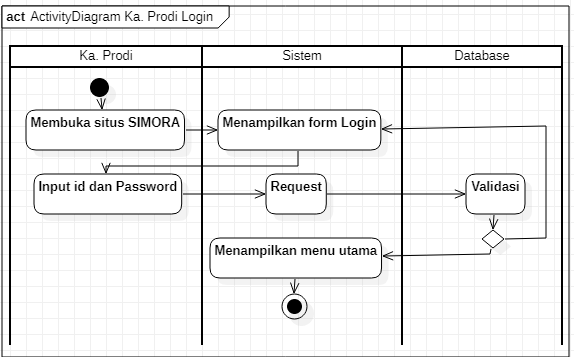 act ActivityDiagram Ka. Prodi Login
Ka. Prodi
Sistem
Database
Membuka situs SIMORA
Menampilkan form Login
Input id dan Password
Request
Validasi
Menampilkan menu utama